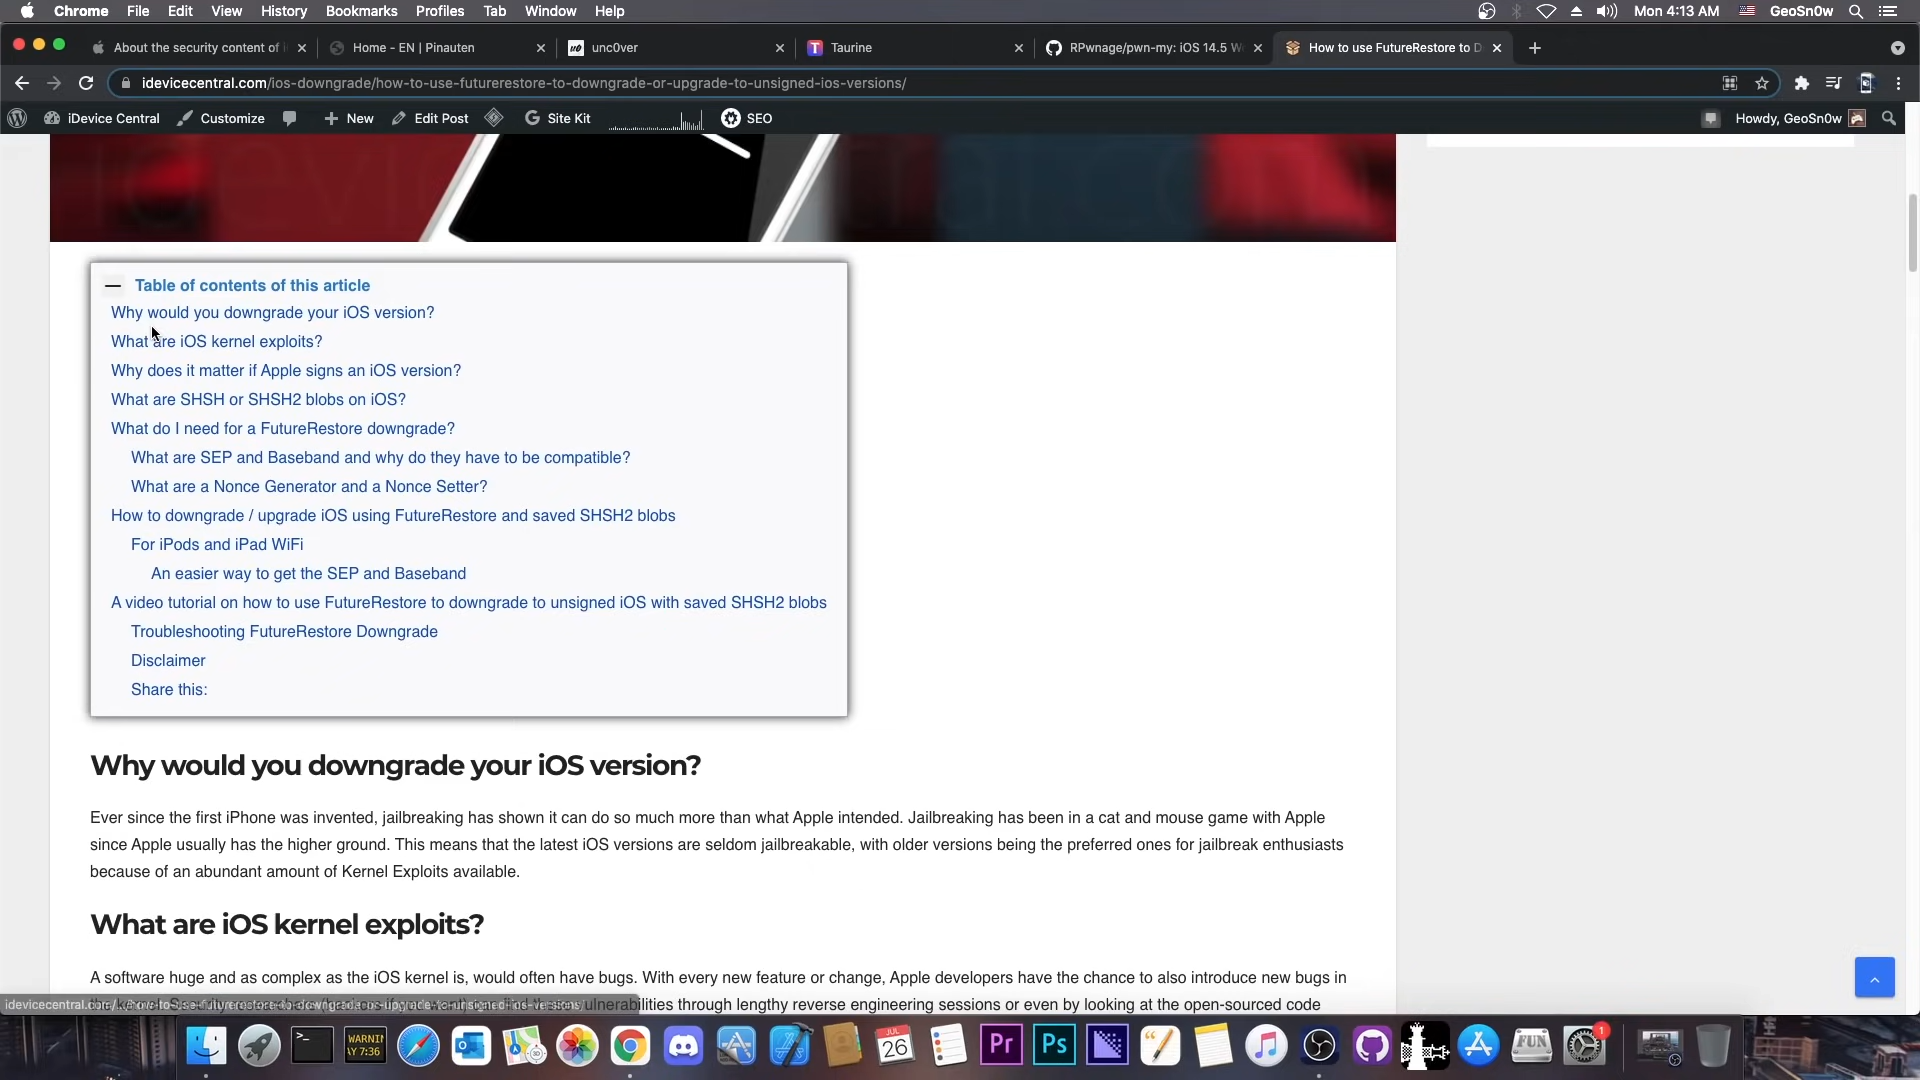 Chrome File Edit View History Bookmarks Profiles Tab Window Help Mon 4:13 AM GeoSn0w
About the security content of Home - EN | Pinauten unc0ver Taurine RPwnage/pwn-my: iOS 14.5 W How to use FutureRestore to D
idevicecentral.com/ios-downgrade/how-to-use-futurerestore-to-downgrade-or-upgrade-to-unsigned-ios-versions/
iDevice Central Customize New Edit Post Site Kit SEO Howdy, GeoSn0w
Table of contents of this article
Why would you downgrade your iOS version?
What are iOS kernel exploits?
Why does it matter if Apple signs an iOS version?
What are SHSH or SHSH2 blobs on iOS?
What do I need for a FutureRestore downgrade?
What are SEP and Baseband and why do they have to be compatible?
What are a Nonce Generator and a Nonce Setter?
How to downgrade / upgrade iOS using FutureRestore and saved SHSH2 blobs
For iPods and iPad WiFi
An easier way to get the SEP and Baseband
A video tutorial on how to use FutureRestore to downgrade to unsigned iOS with saved SHSH2 blobs
Troubleshooting FutureRestore Downgrade
Disclaimer
Share this:
Why would you downgrade your iOS version?
Ever since the first iPhone was invented, jailbreaking has shown it can do so much more than what Apple intended. Jailbreaking has been in a cat and mouse game with Apple
since Apple usually has the higher ground. This means that the latest iOS versions are seldom jailbreakable, with older versions being the preferred ones for jailbreak enthusiasts
because of an abundant amount of Kernel Exploits available.
What are iOS kernel exploits?
A software huge and as complex as the iOS kernel is, would often have bugs. With every new feature or change, Apple developers have the chance to also introduce new bugs in
through lengthy reverse engineering sessions or even by looking at the open-sourced code
WARNIN
AY 7:36
JUL
26
Pr Ps
FUN
1